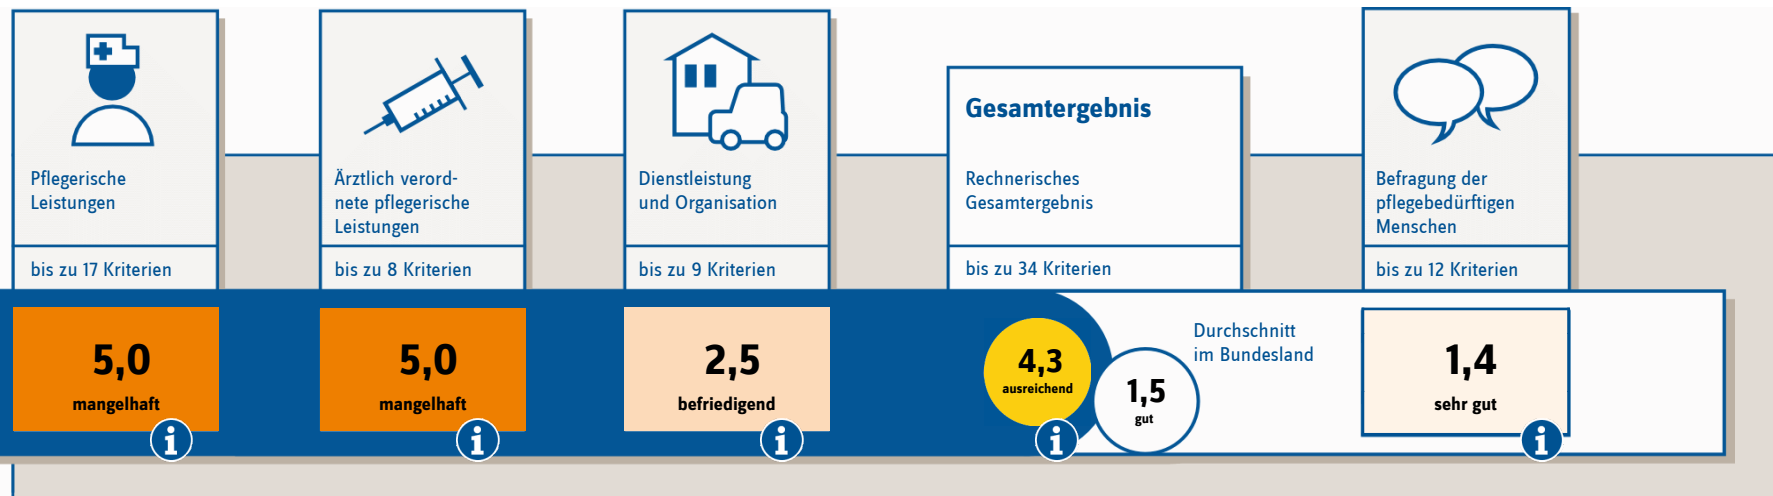 Pflegerische
Leistungen
bis zu 17 Kriterien
5,0
mangelhaft
i
Ärztlich verord-
nete pflegerische
Leistungen
bis zu 8 Kriterien
5,0
mangelhaft
i
Dienstleistung
und Organisation
bis zu 9 Kriterien
2,5
befriedigend
i
Gesamtergebnis
Rechnerisches
Gesamtergebnis
bis zu 34 Kriterien
4,3
ausreichend
i
1,5
gut
Durchschnitt
im Bundesland
Befragung der
pflegebedürftigen
Menschen
bis zu 12 Kriterien
1,4
sehr gut
i